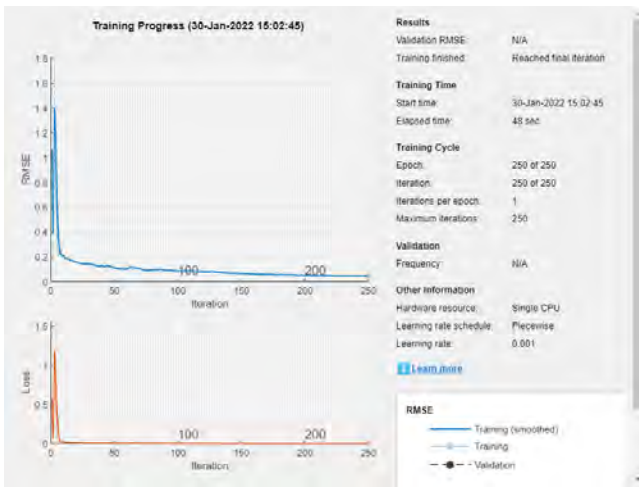 Training Progress (30-Jan-2022 15:02:45)
1.8
1.6
1.4
1.2
1
0.8
0.6
0.4
0.2
0
RMSE
100
200
0
50
100
150
200
250
Iteration
1.5
1
0.5
0
Loss
100
200
0
50
100
150
200
250
Iteration
Results
Validation RMSE: N/A
Training finished: Reached final iteration
Training Time
Start time: 30-Jan-2022 15:02:45
Elapsed time: 48 sec
Training Cycle
Epoch: 250 of 250
Iteration: 250 of 250
Iterations per epoch: 1
Maximum iterations: 250
Validation
Frequency: N/A
Other Information
Hardware resource: Single CPU
Learning rate schedule: Piecewise
Learning rate: 0.001
Learn more
RMSE
Training (smoothed)
Training
Validation